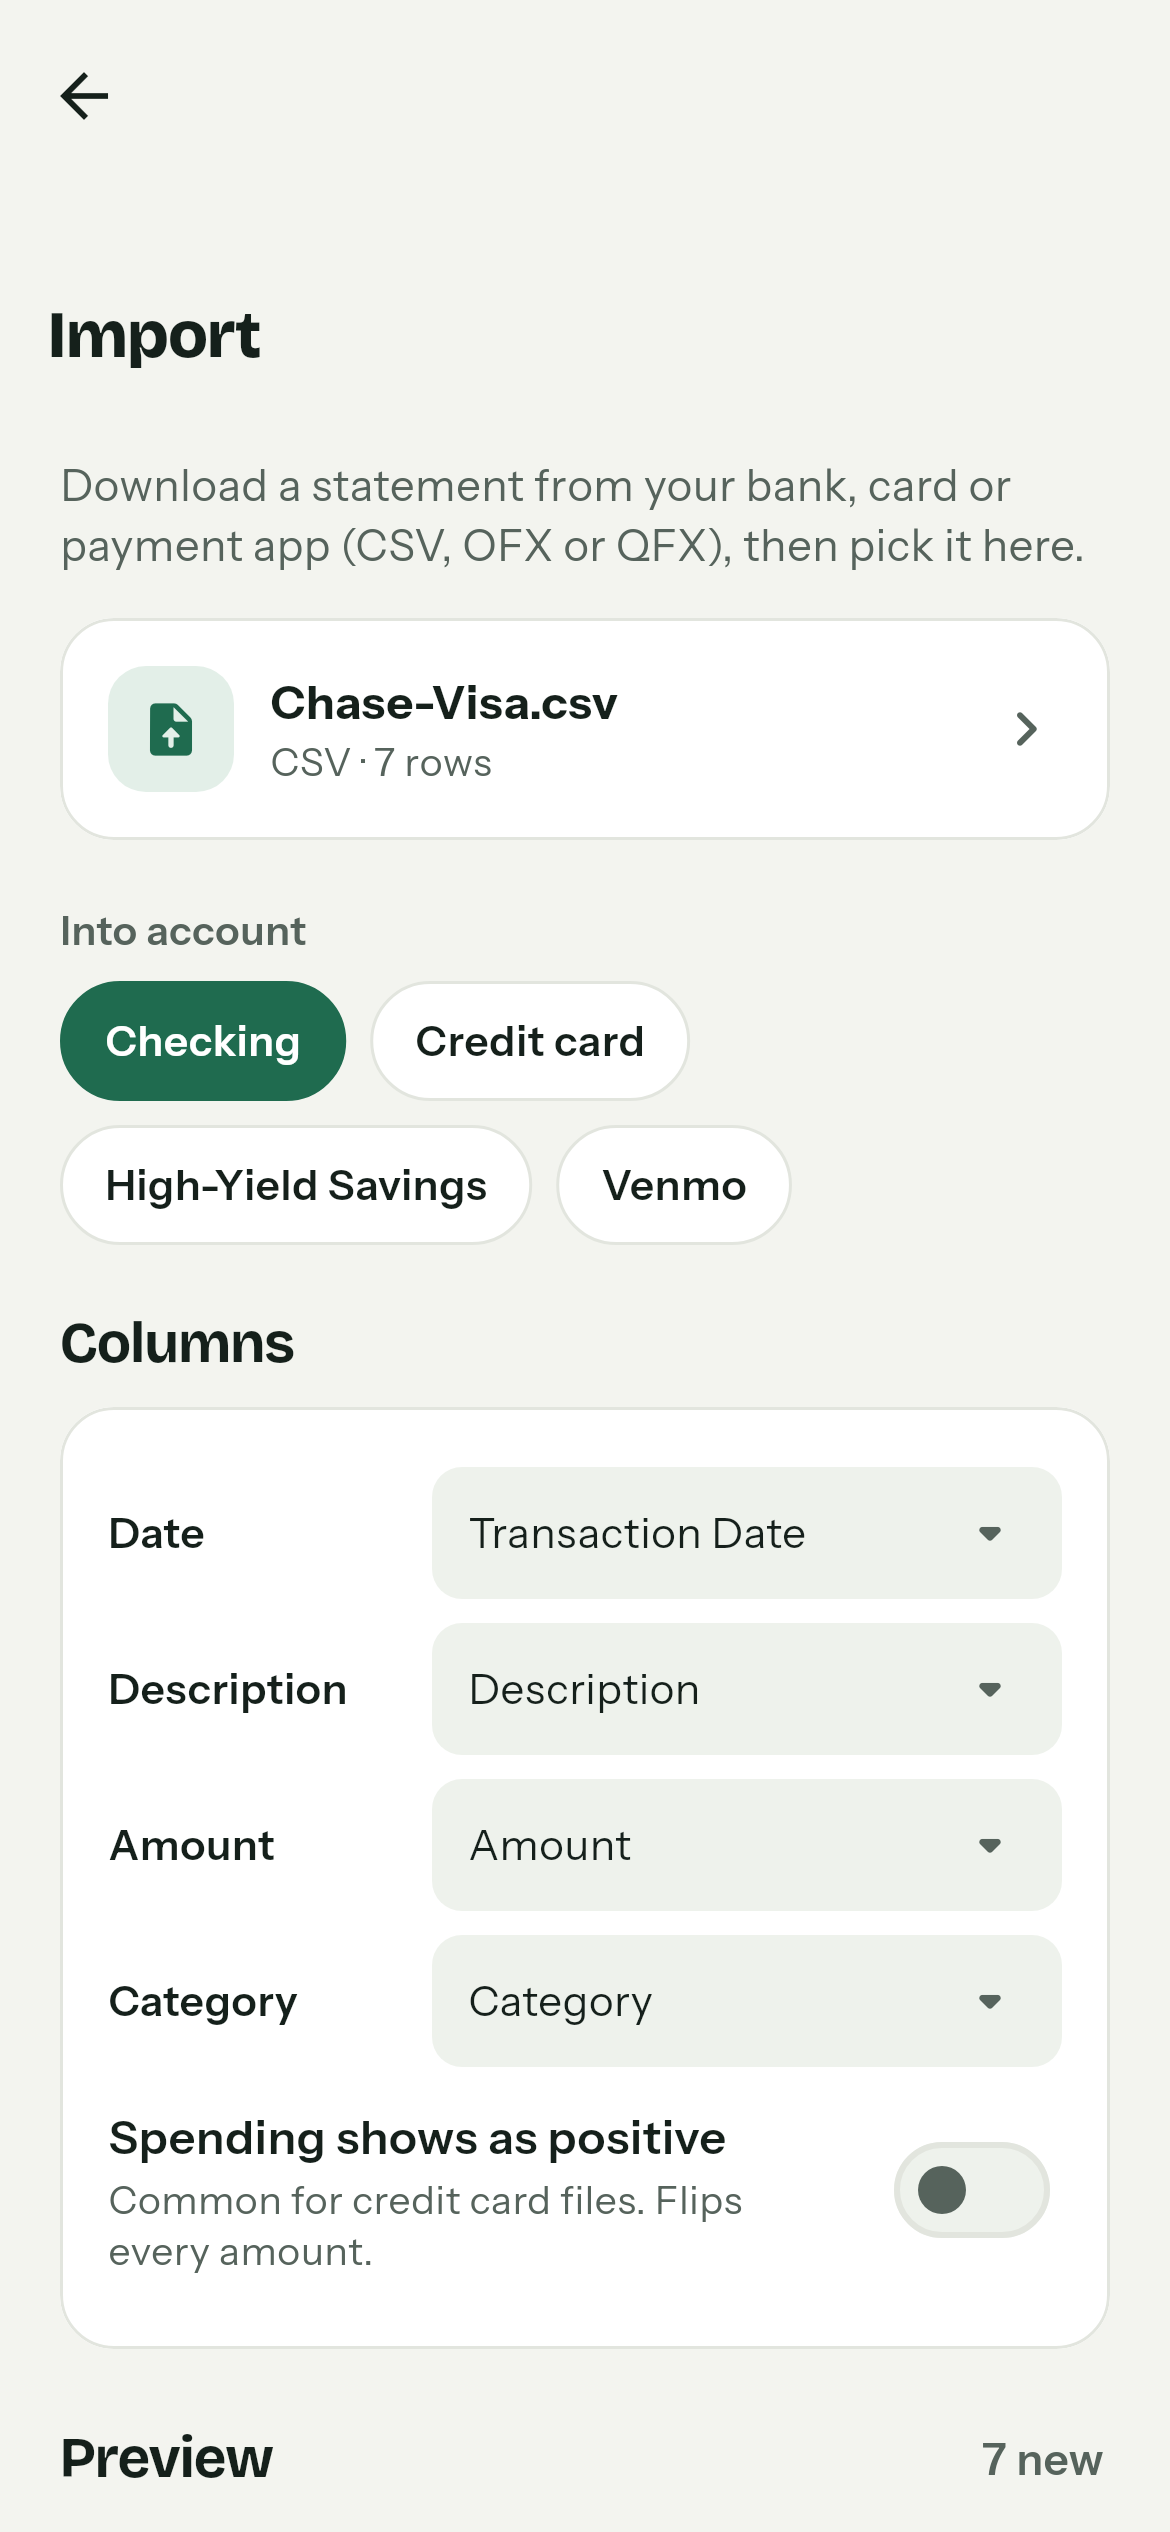 Import
Download a statement from your bank, card or
payment app (CSV, OFX or QFX), then pick it here.
Chase-Visa.csv
CSV · 7 rows
Into account
Checking
Credit card
High-Yield Savings
Venmo
Columns
Date
Transaction Date
Description
Description
Amount
Amount
Category
Category
Spending shows as positive
Common for credit card files. Flips
every amount.
Preview
7 new